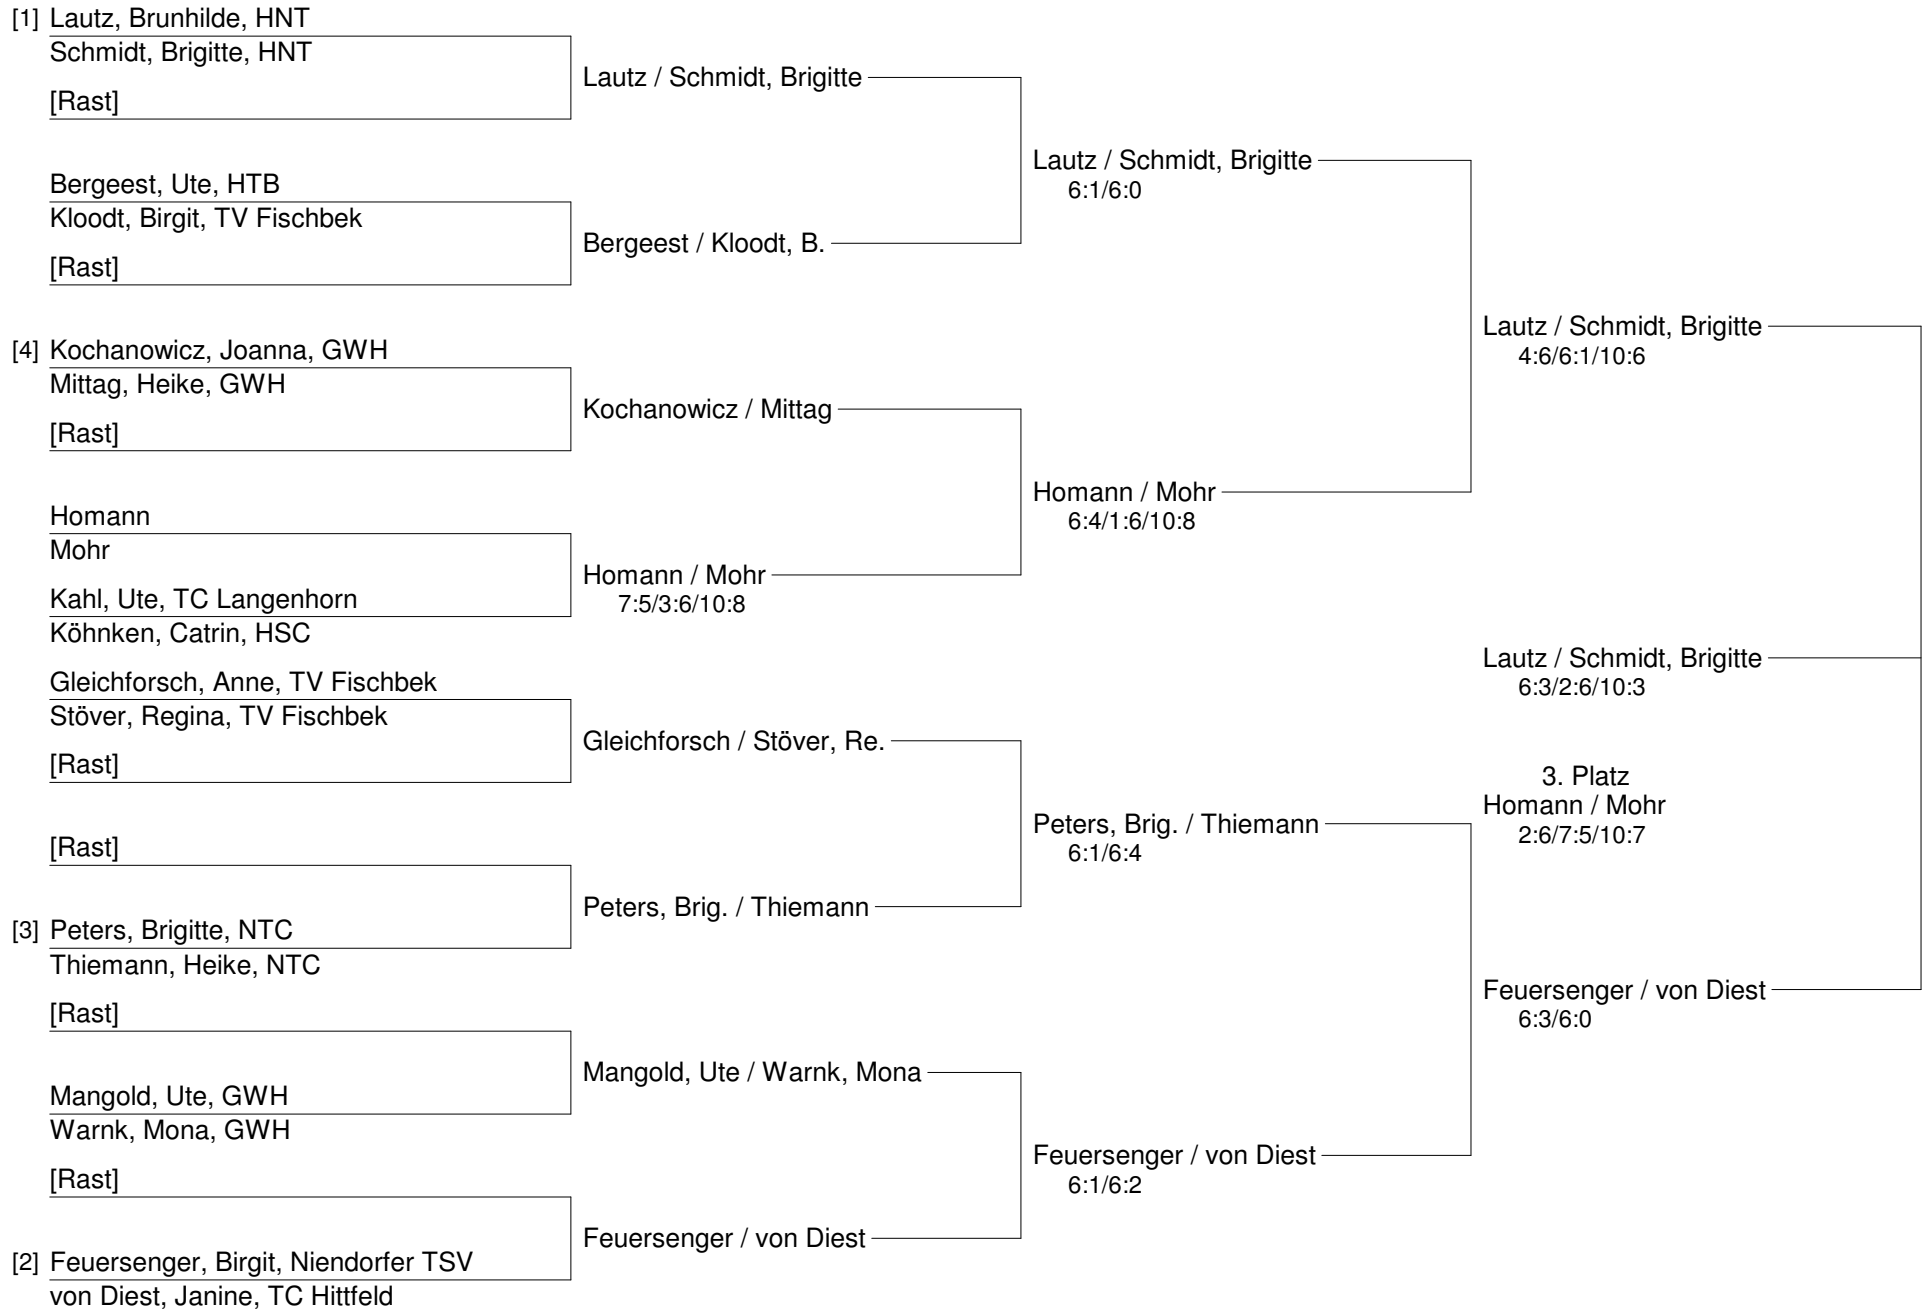 [1] Lautz, Brunhilde, HNT
Schmidt, Brigitte, HNT
[Rast]
Bergeest, Ute, HTB
Kloodt, Birgit, TV Fischbek
[Rast]
[4] Kochanowicz, Joanna, GWH
Mittag, Heike, GWH
[Rast]
Homann
Mohr
Kahl, Ute, TC Langenhorn
Köhnken, Catrin, HSC
Gleichforsch, Anne, TV Fischbek
Stöver, Regina, TV Fischbek
[Rast]
[Rast]
[3] Peters, Brigitte, NTC
Thiemann, Heike, NTC
[Rast]
Mangold, Ute, GWH
Warnk, Mona, GWH
[Rast]
[2] Feuersenger, Birgit, Niendorfer TSV
von Diest, Janine, TC Hittfeld
Lautz / Schmidt, Brigitte
Bergeest / Kloodt, B.
Kochanowicz / Mittag
Homann / Mohr
7:5/3:6/10:8
Gleichforsch / Stöver, Re.
Peters, Brig. / Thiemann
Mangold, Ute / Warnk, Mona
Feuersenger / von Diest
Lautz / Schmidt, Brigitte
6:1/6:0
Homann / Mohr
6:4/1:6/10:8
Peters, Brig. / Thiemann
6:1/6:4
Feuersenger / von Diest
6:1/6:2
Lautz / Schmidt, Brigitte
4:6/6:1/10:6
Lautz / Schmidt, Brigitte
6:3/2:6/10:3
3. Platz
Homann / Mohr
2:6/7:5/10:7
Feuersenger / von Diest
6:3/6:0